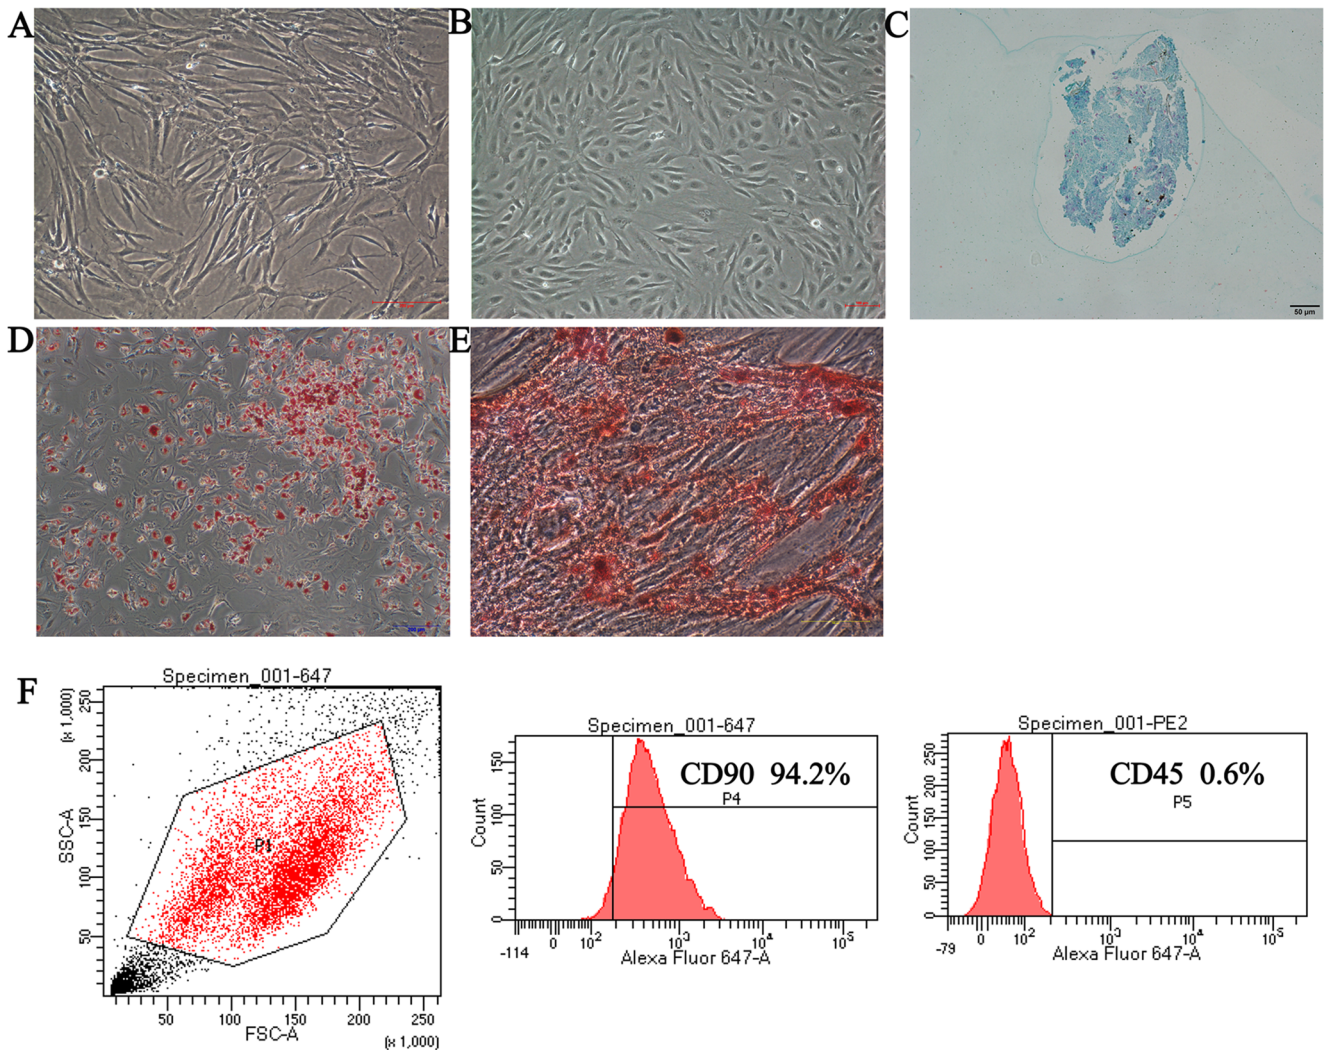 A
B
C
50 µm
D
E
200 µm
F
Specimen_001-647
SSC-A
(x 1,000)
50 100 150 200 250
P1
50 100 150 200 250
FSC-A
(x 1,000)
Specimen_001-647
Count
0 50 100 150
CD90 94.2%
P4
-114 0 10² 10³ 10⁴ 10⁵
Alexa Fluor 647-A
Specimen_001-PE2
Count
0 50 100 150 200 250
CD45 0.6%
P5
-79 0 10² 10³ 10⁴ 10⁵
Alexa Fluor 647-A